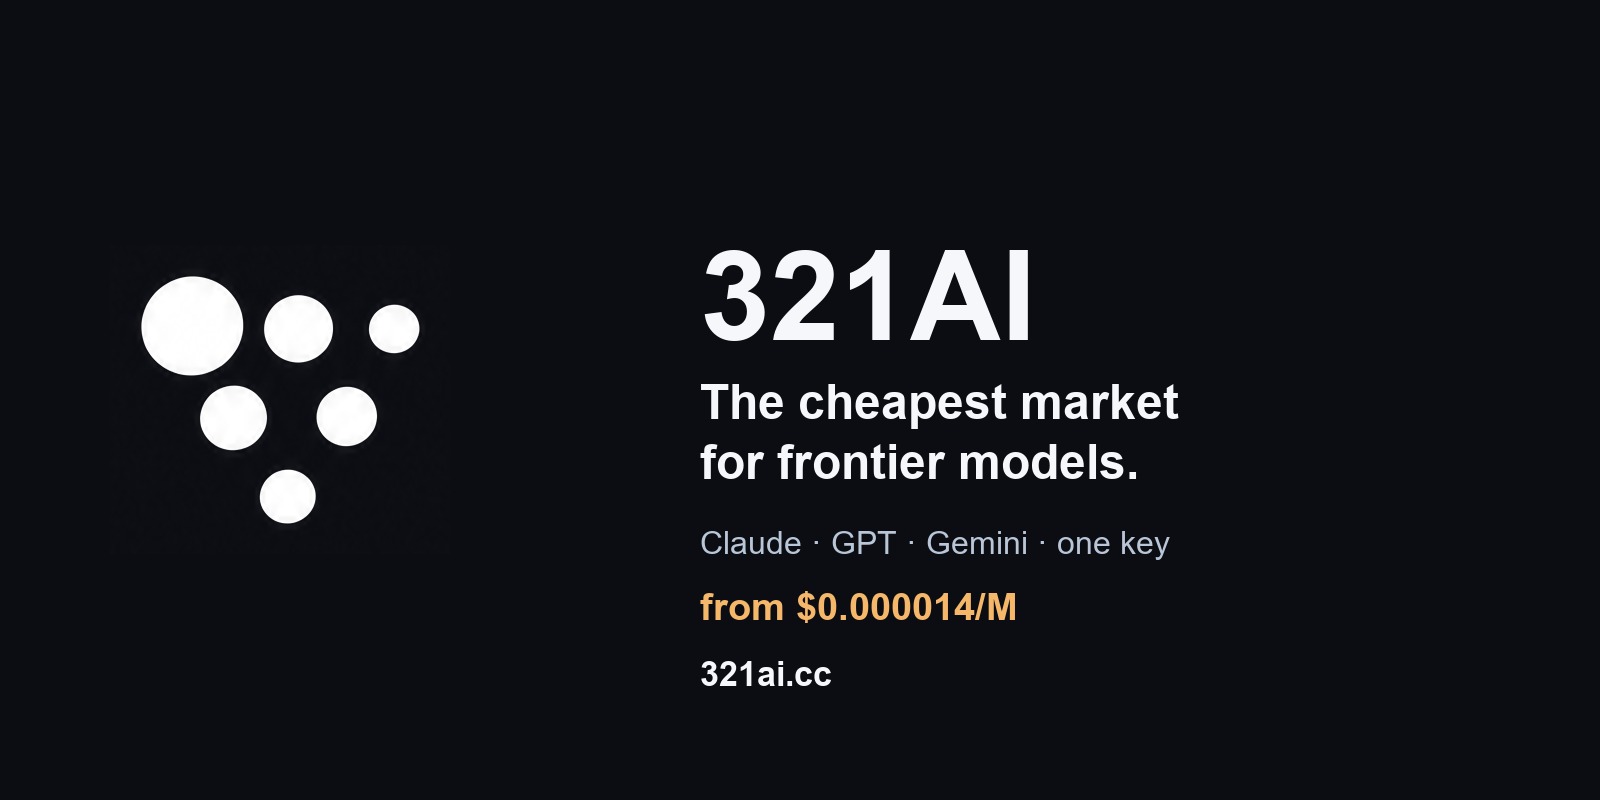 321AI
The cheapest market
for frontier models.
Claude · GPT · Gemini · one key
from $0.000014/M
321ai.cc